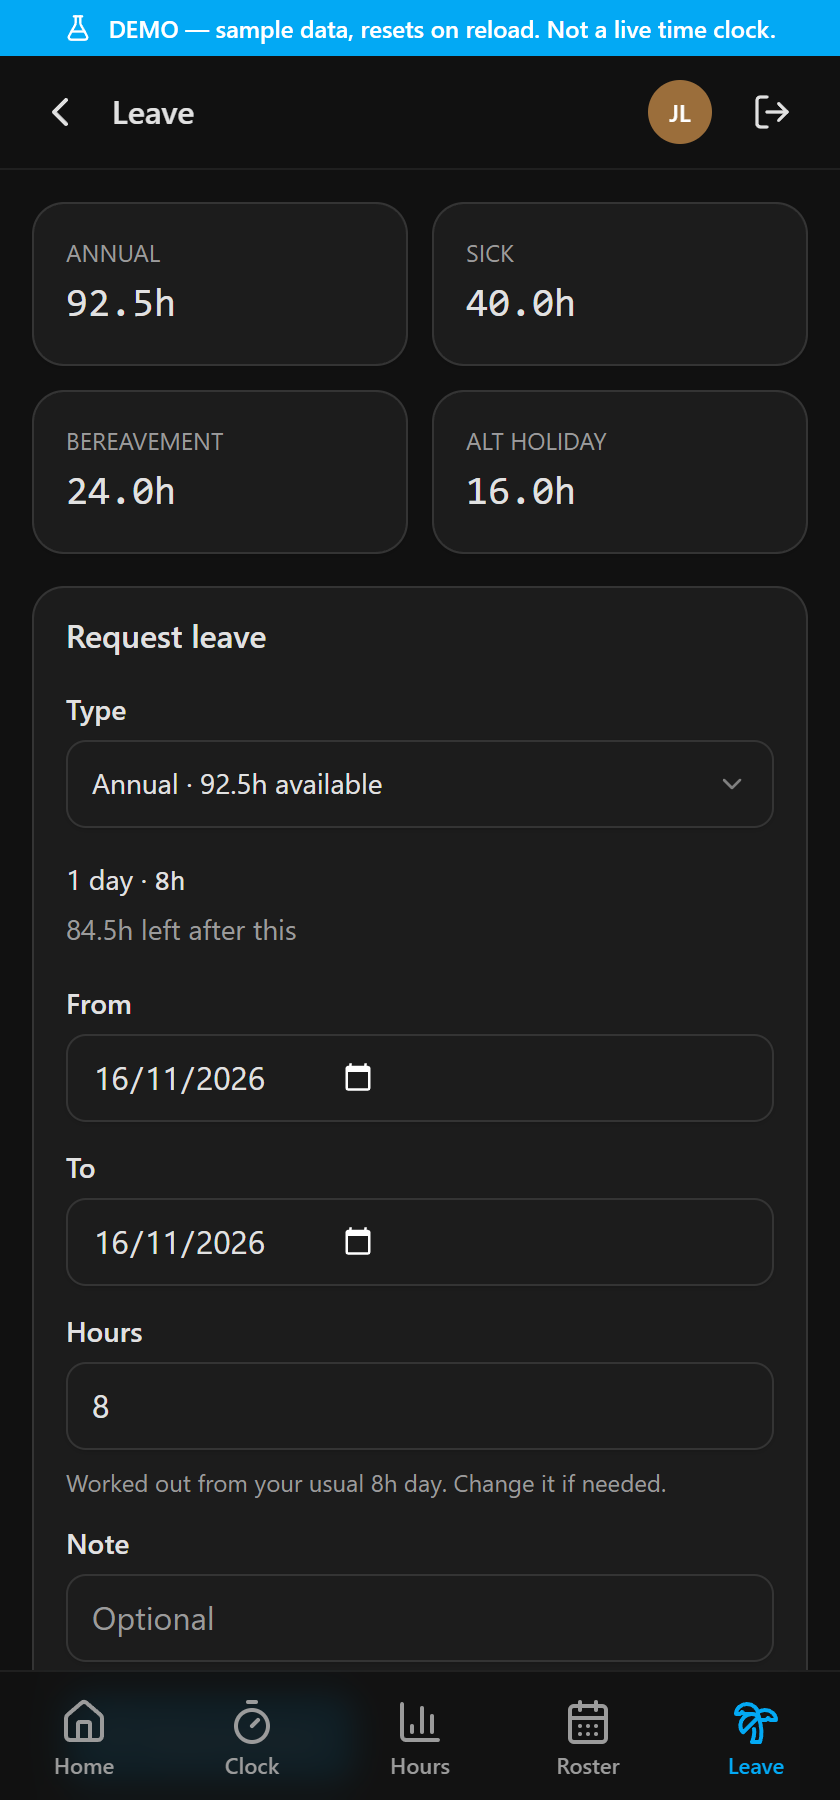 DEMO — sample data, resets on reload. Not a live time clock.
Leave
JL
ANNUAL
92.5h
SICK
40.0h
BEREAVEMENT
24.0h
ALT HOLIDAY
16.0h
Request leave
Type
Annual · 92.5h available
1 day · 8h
84.5h left after this
From
16/11/2026
To
16/11/2026
Hours
8
Worked out from your usual 8h day. Change it if needed.
Note
Optional
Home
Clock
Hours
Roster
Leave